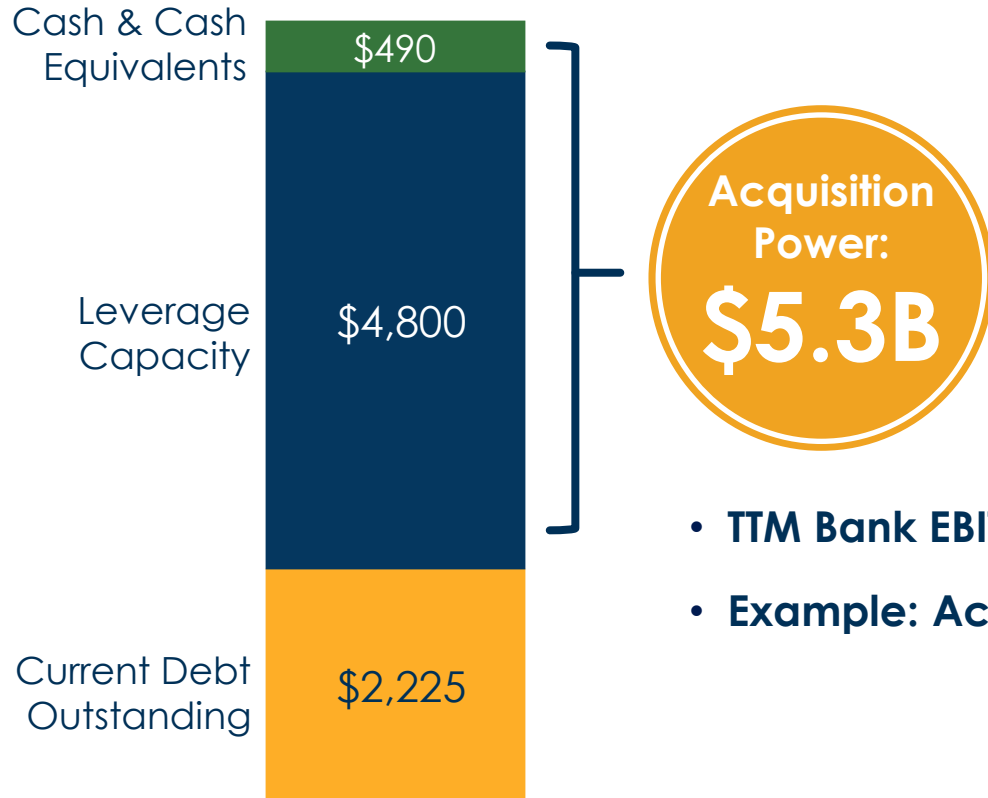 Cash & Cash
Equivalents
$490
Leverage
Capacity
$4,800
Current Debt
Outstanding
$2,225
Acquisition
Power:
$5.3B
• TTM Bank
• Example: